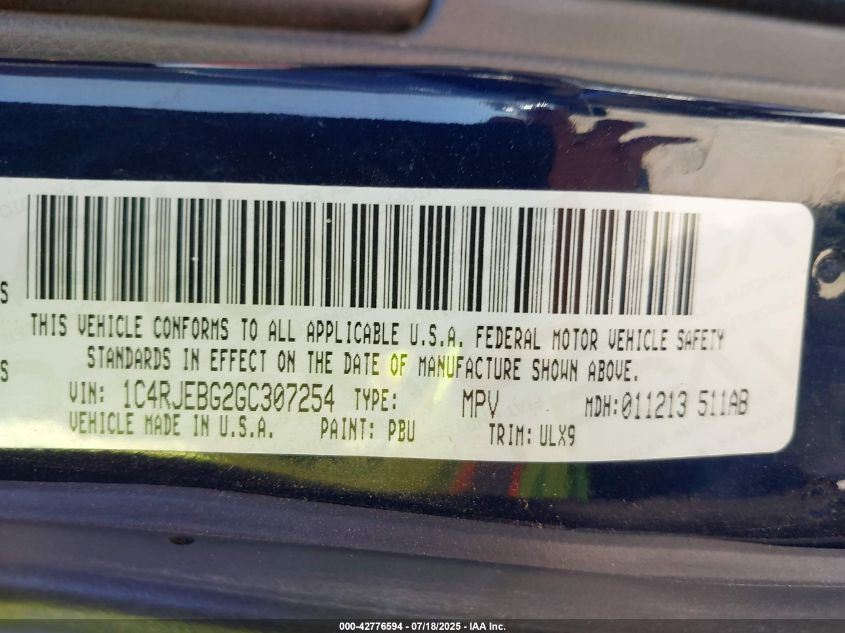 THIS VEHICLE CONFORMS TO ALL APPLICABLE U.S.A. FEDERAL MOTOR VEHICLE SAFETY
STANDARDS IN EFFECT ON THE DATE OF MANUFACTURE SHOWN ABOVE.
VIN: 1C4RJEBG2GC307254 TYPE: MPV MDH:011213 511AB
VEHICLE MADE IN U.S.A. PAINT: PBU TRIM: ULX9
S
S
000-42776594 - 07/18/2025 - IAA Inc.